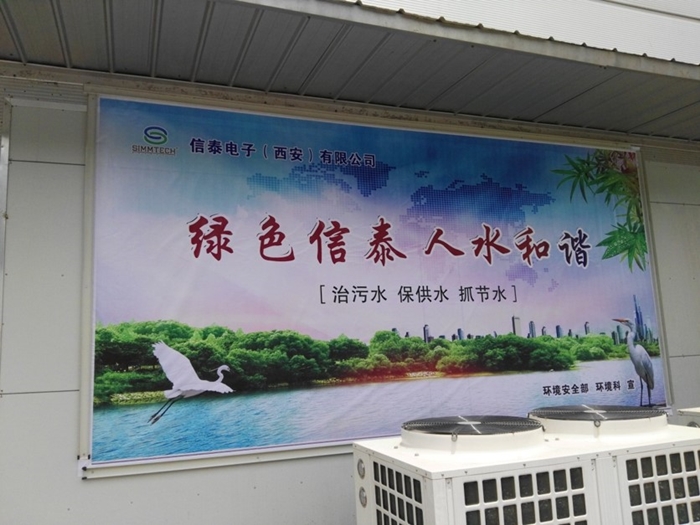 SIMMTECH
信泰电子（西安）有限公司
绿色信泰 人水和谐
[ 治污水 保供水 抓节水 ]
环境安全部 环境科 宣